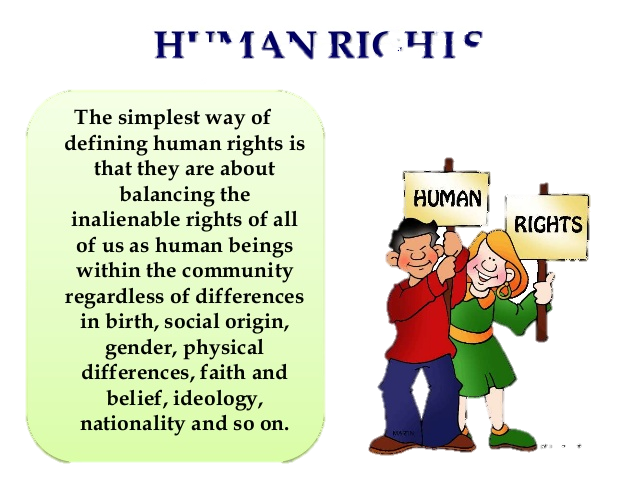 HUMAN RIGHTS
The simplest way of
defining human rights is
that they are about
balancing the
inalienable rights of all
of us as human beings
within the community
regardless of differences
in birth, social origin,
gender, physical
differences, faith and
belief, ideology,
nationality and so on.
HUMAN
RIGHTS